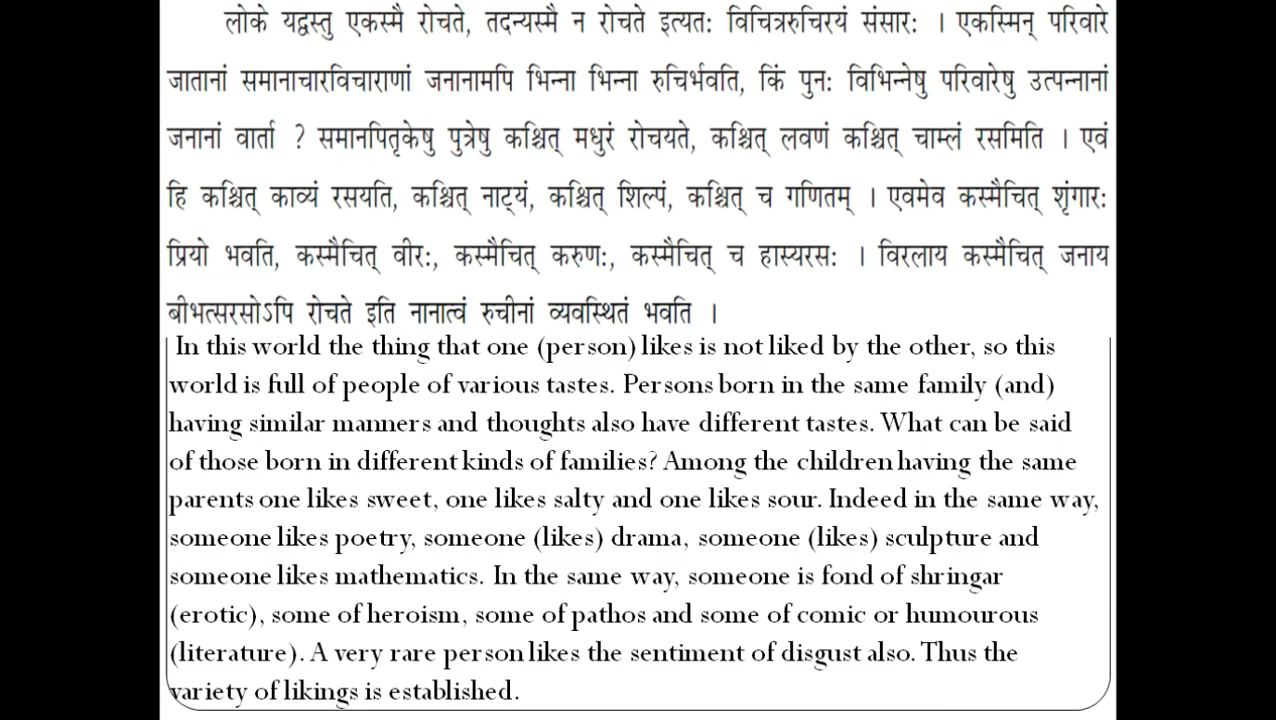 लोके यद्वस्तु एकस्मै रोचते, तदन्यस्मै न रोचते इत्यतः विचित्ररुचिरयं संसारः । एकस्मिन् परिवारे
जातानां समानाचारविचाराणां जनानामपि भिन्ना भिन्ना रुचिर्भवति, किं पुनः विभिन्नेषु परिवारेषु उत्पन्नानां
जनानां वार्ता ? समानपितृकेषु पुत्रेषु कश्चित् मधुरं रोचयते, कश्चित् लवणं कश्चित् चाम्लं रसमिति । एवं
हि कश्चित् काव्यं रसयति, कश्चित् नाट्यं, कश्चित् शिल्पं, कश्चित् च गणितम् । एवमेव कस्मैचित् शृंगारः
प्रियो भवति, कस्मैचित् वीरः, कस्मैचित् करुणः, कस्मैचित् च हास्यरसः । विरलाय कस्मैचित् जनाय
बीभत्सरसोऽपि रोचते इति नानात्वं रुचीनां व्यवस्थितं भवति ।
In this world the thing that one (person) likes is not liked by the other, so this
world is full of people of various tastes. Persons born in the same family (and)
having similar manners and thoughts also have different tastes. What can be said
of those born in different kinds of families? Among the children having the same
parents one likes sweet, one likes salty and one likes sour. Indeed in the same way,
someone likes poetry, someone (likes) drama, someone (likes) sculpture and
someone likes mathematics. In the same way, someone is fond of shringar
(erotic), some of heroism, some of pathos and some of comic or humourous
(literature). A very rare person likes the sentiment of disgust also. Thus the
variety of likings is established.